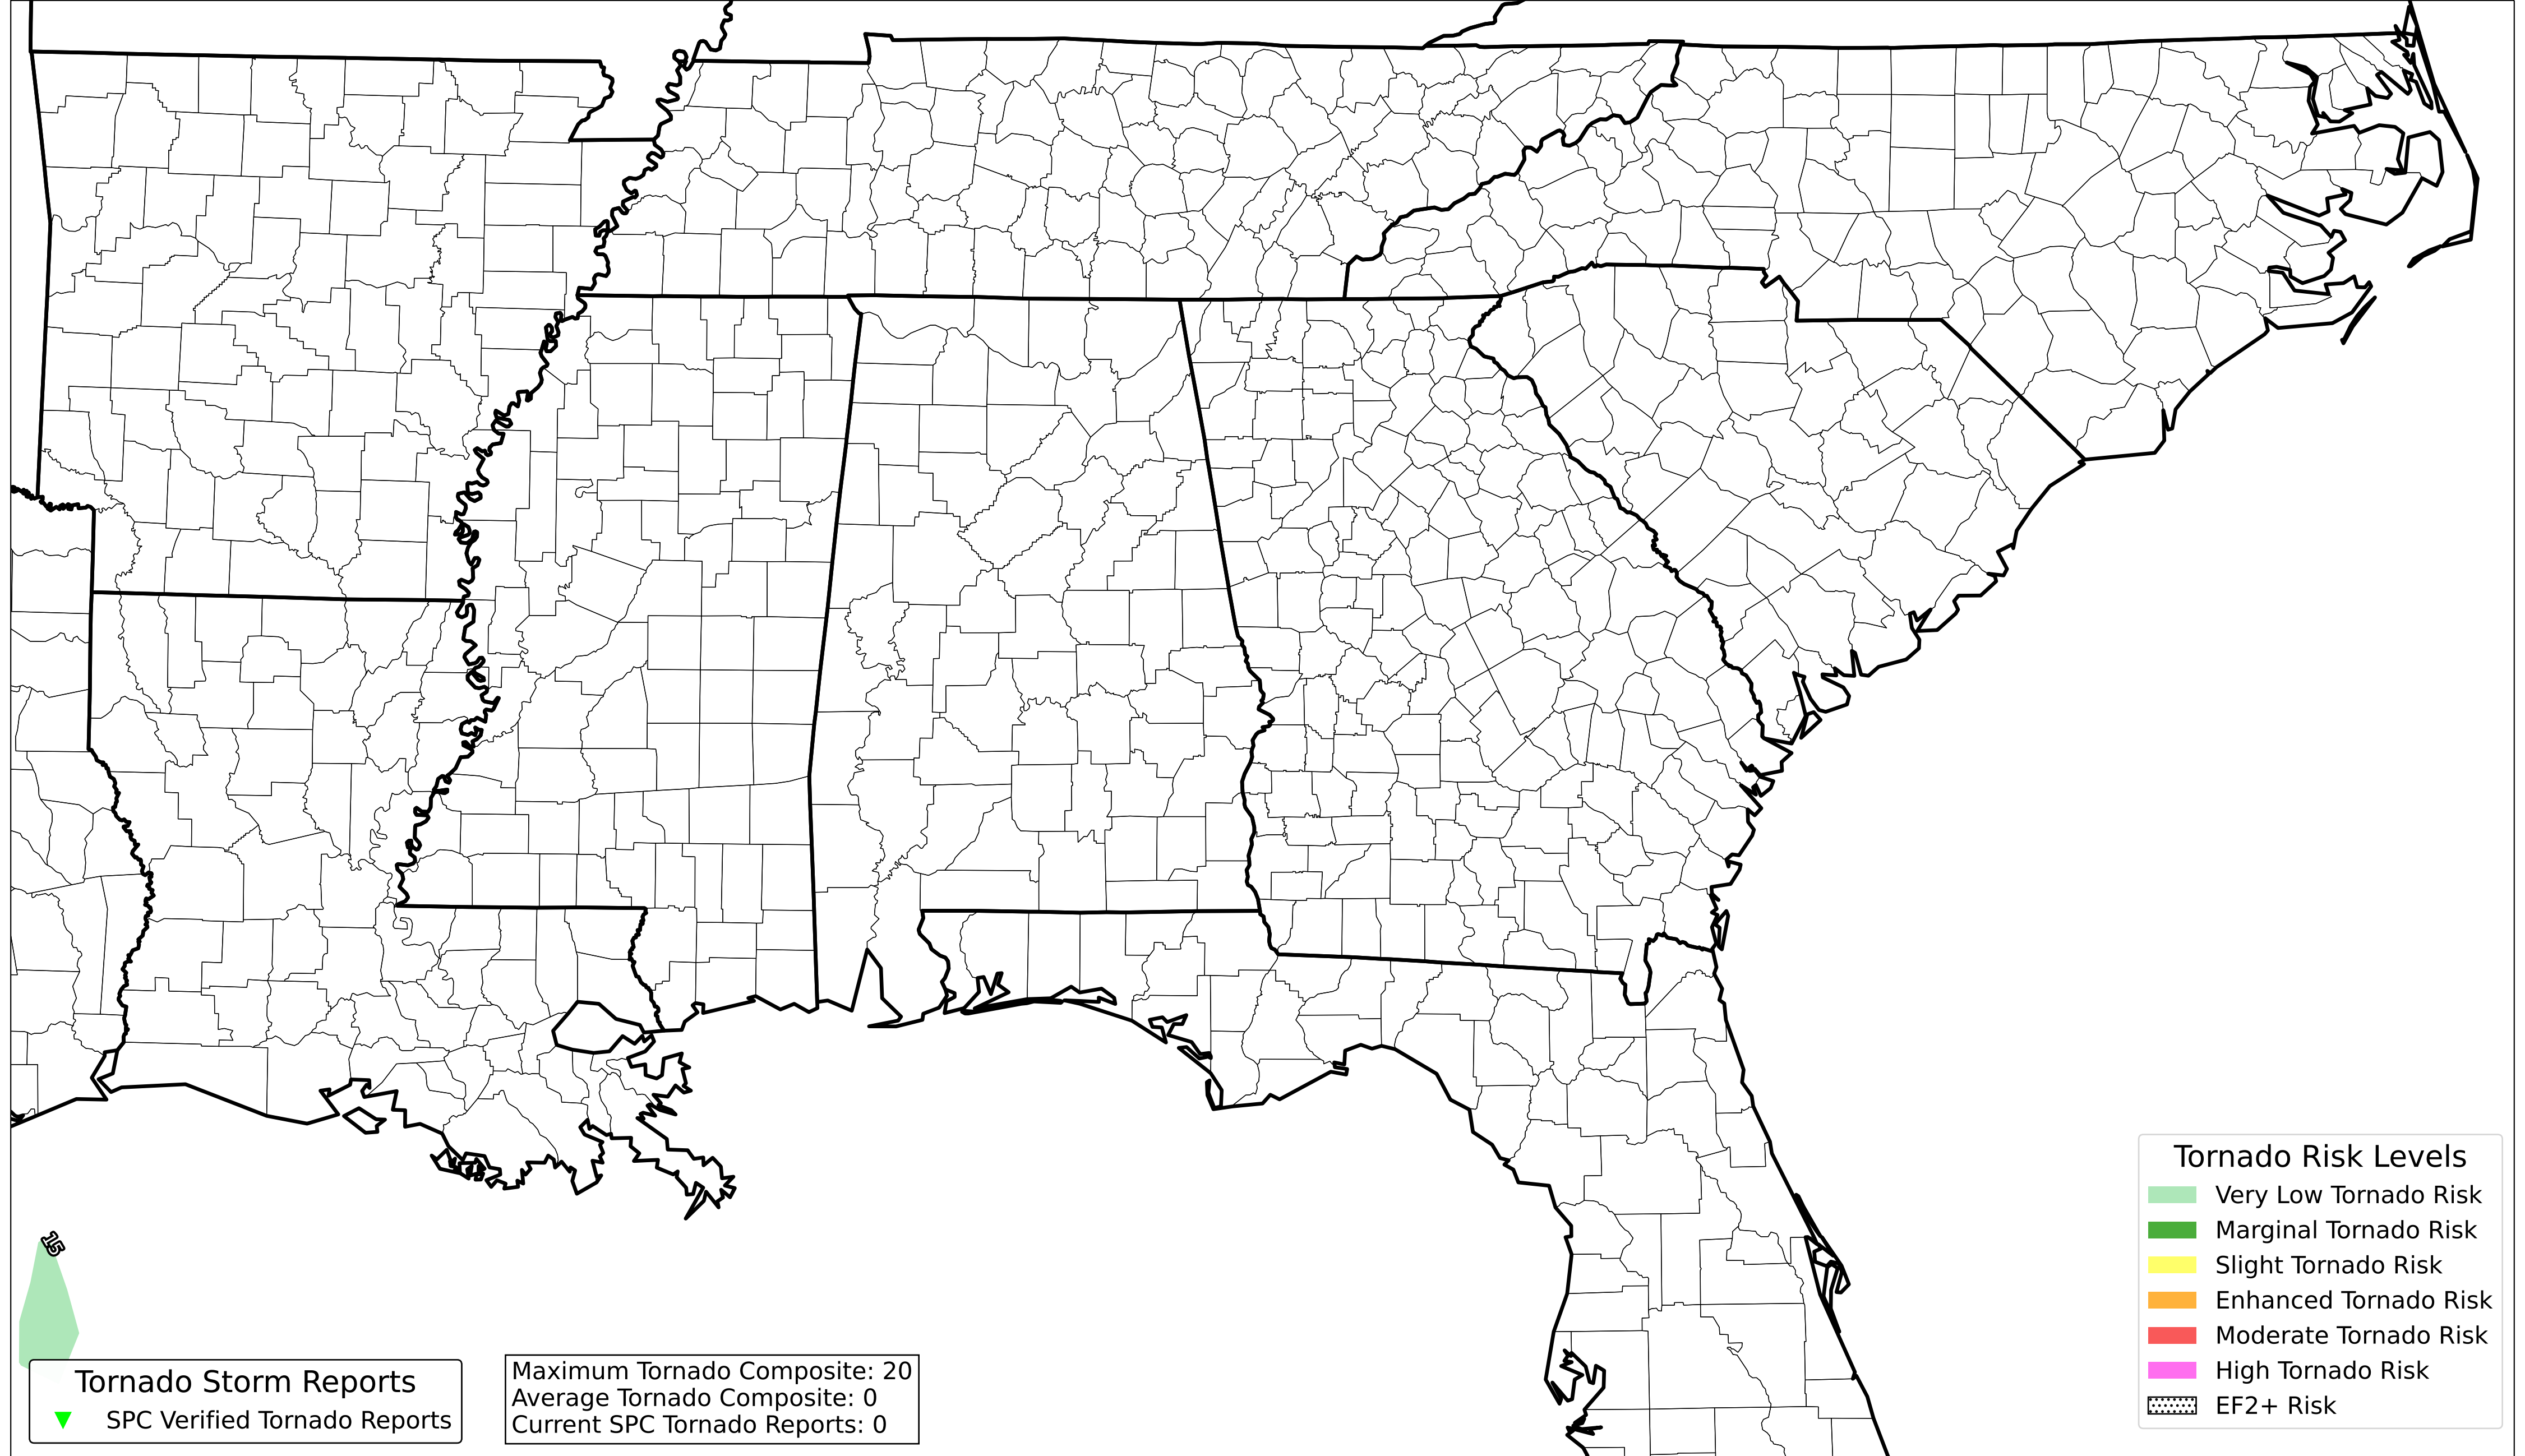 15
Tornado Storm Reports
SPC Verified Tornado Reports
Maximum Tornado Composite: 20
Average Tornado Composite: 0
Current SPC Tornado Reports: 0
Tornado Risk Levels
Very Low Tornado Risk
Marginal Tornado Risk
Slight Tornado Risk
Enhanced Tornado Risk
Moderate Tornado Risk
High Tornado Risk
EF2+ Risk